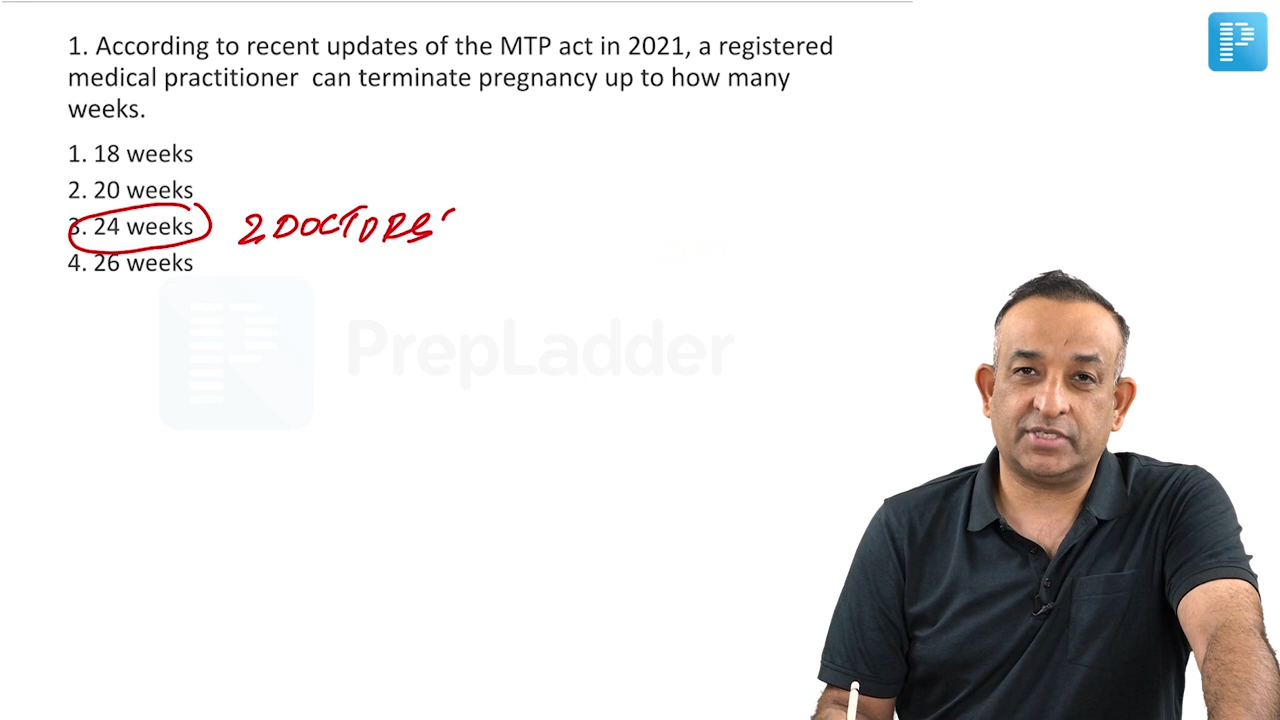 1. According to recent updates of the MTP act in 2021, a registered
medical practitioner can terminate pregnancy up to how many
weeks.
1. 18 weeks
2. 20 weeks
3. 24 weeks 2 DOCTORS'
4. 26 weeks
PrepLadder